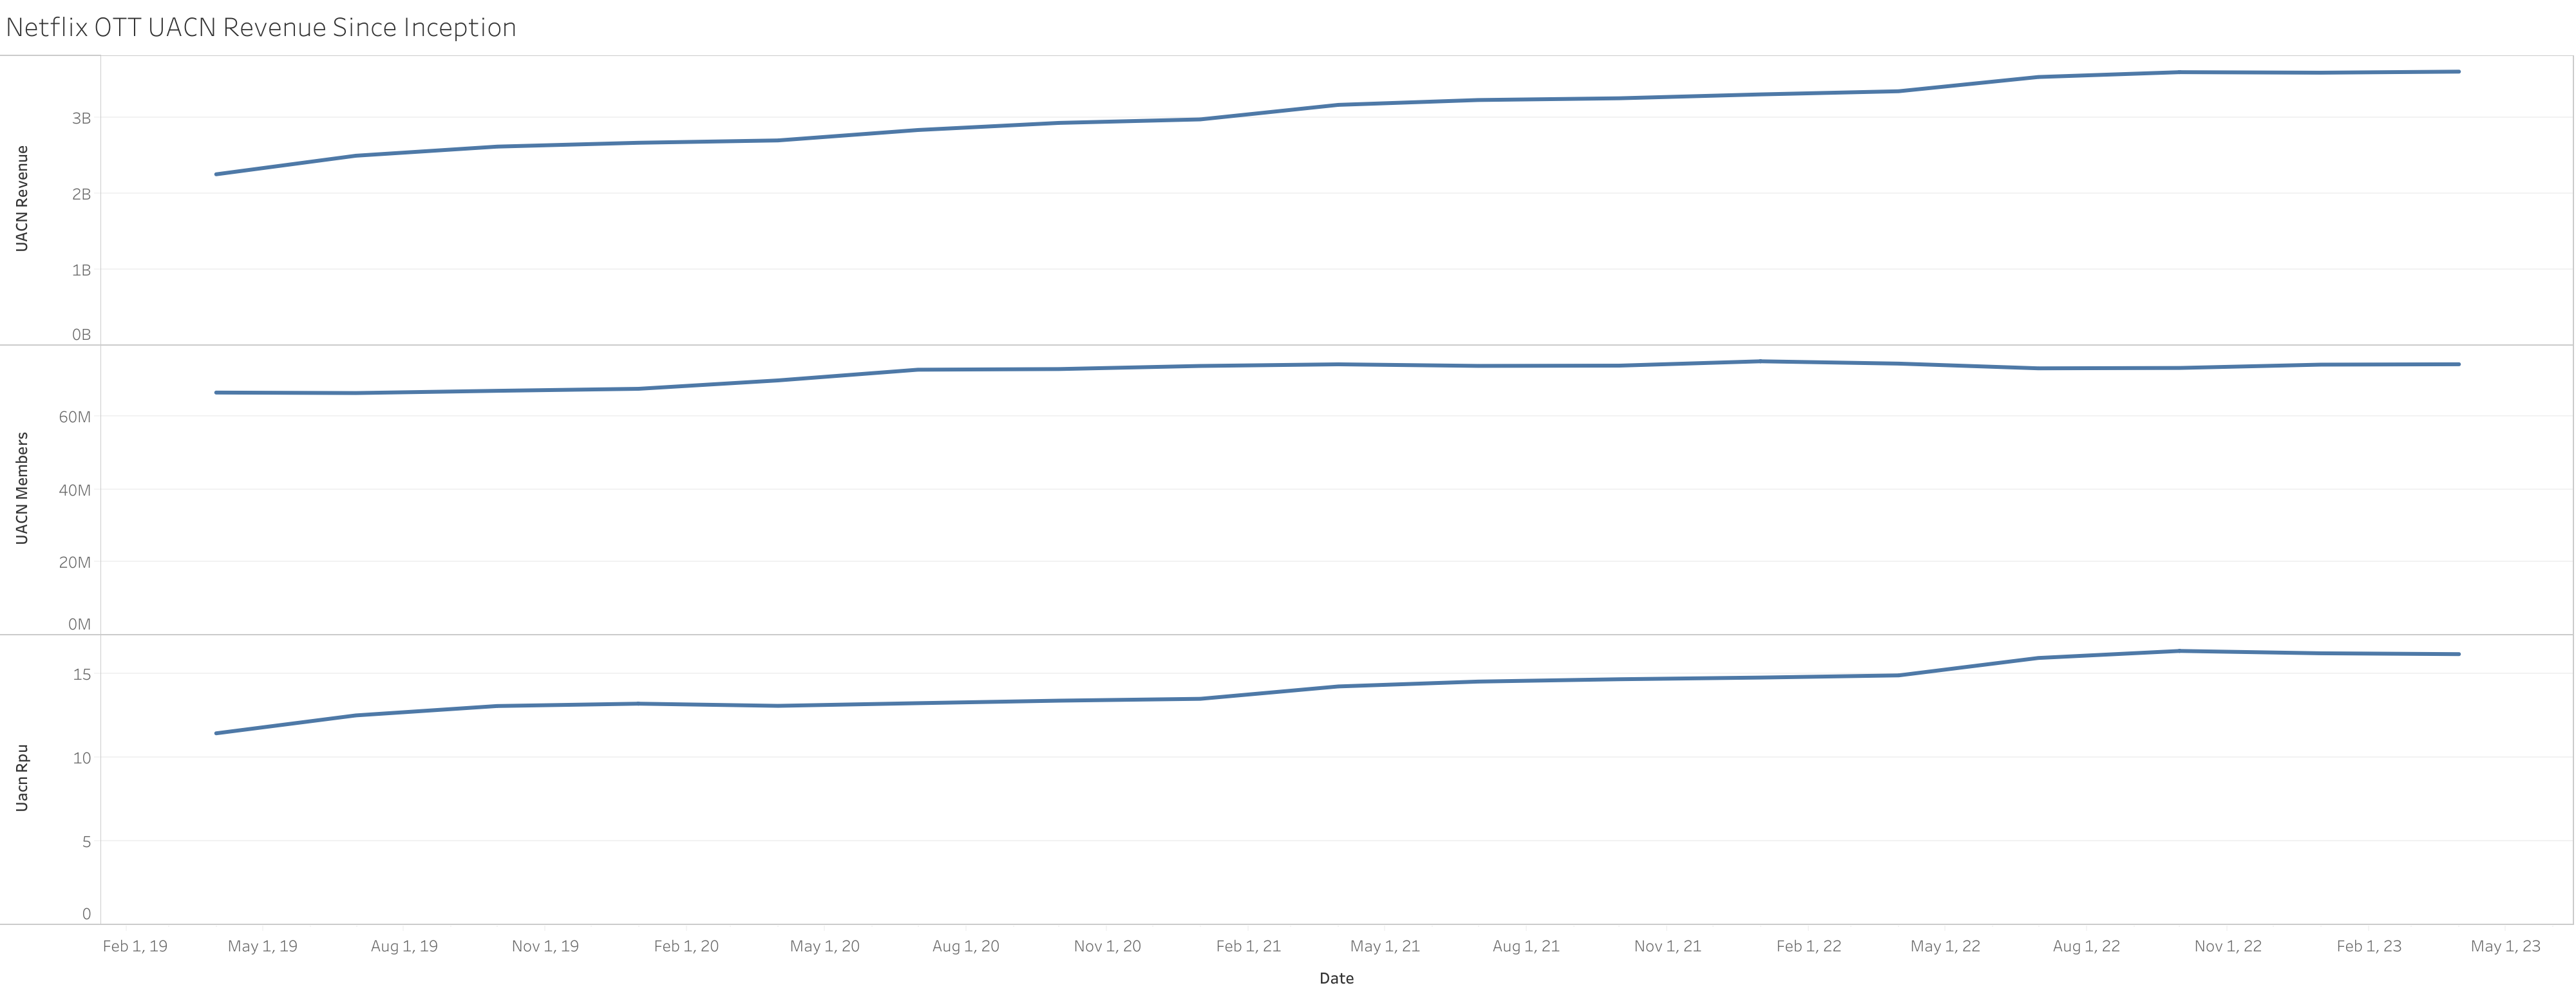 Netflix OTT UACN Revenue Since Inception
UACN Revenue
3B
2B
1B
0B
UACN Members
60M
40M
20M
0M
Uacn Rpu
15
10
5
0
Feb 1, 19 May 1, 19 Aug 1, 19 Nov 1, 19 Feb 1, 20 May 1, 20 Aug 1, 20 Nov 1, 20 Feb 1, 21 May 1, 21 Aug 1, 21 Nov 1, 21 Feb 1, 22 May 1, 22 Aug 1, 22 Nov 1, 22 Feb 1, 23 May 1, 23
Date